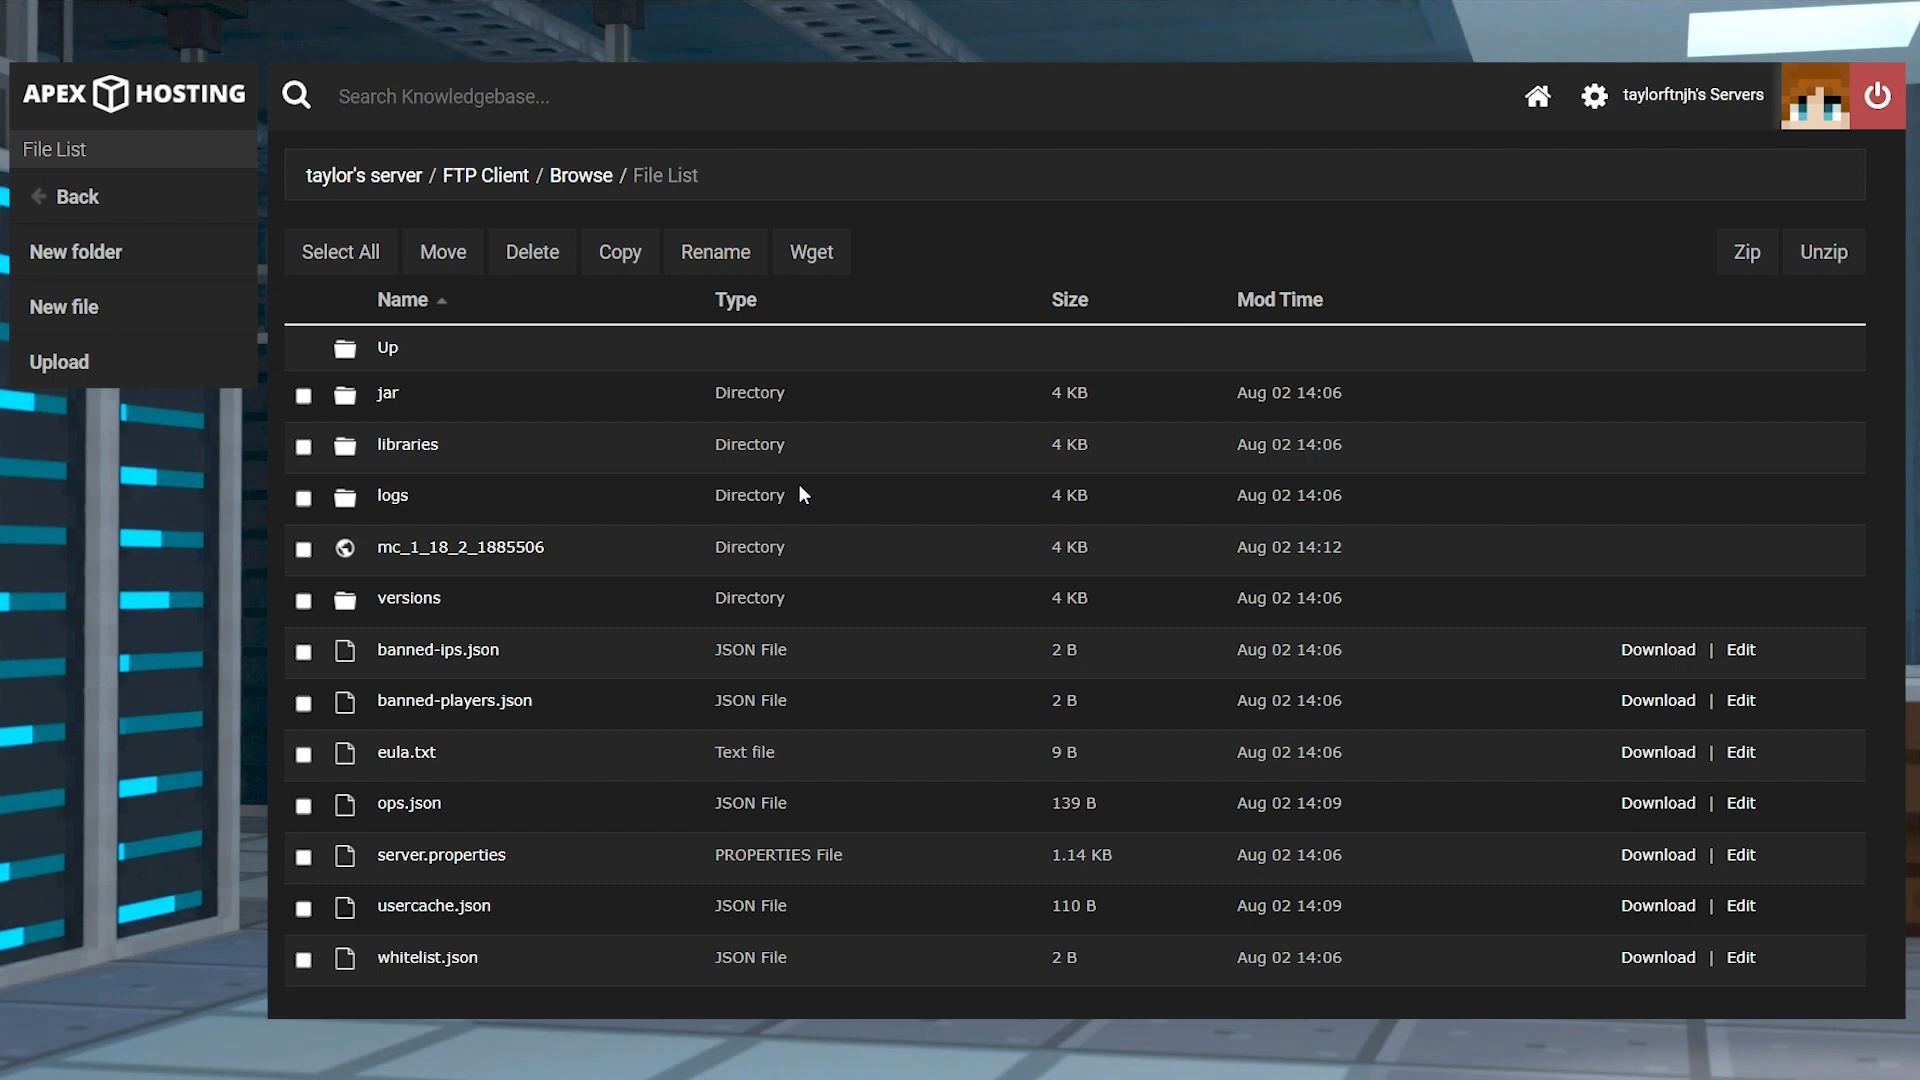 APEX HOSTING
Search Knowledgebase...
taylorftnjh's Servers
File List
Back
New folder
New file
Upload
taylor's server / FTP Client / Browse / File List
Select All Move Delete Copy Rename Wget Zip Unzip
Name Type Size Mod Time
Up
jar Directory 4 KB Aug 02 14:06
libraries Directory 4 KB Aug 02 14:06
logs Directory 4 KB Aug 02 14:06
mc_1_18_2_1885506 Directory 4 KB Aug 02 14:12
versions Directory 4 KB Aug 02 14:06
banned-ips.json JSON File 2 B Aug 02 14:06 Download | Edit
banned-players.json JSON File 2 B Aug 02 14:06 Download | Edit
eula.txt Text file 9 B Aug 02 14:06 Download | Edit
ops.json JSON File 139 B Aug 02 14:09 Download | Edit
server.properties PROPERTIES File 1.14 KB Aug 02 14:06 Download | Edit
usercache.json JSON File 110 B Aug 02 14:09 Download | Edit
whitelist.json JSON File 2 B Aug 02 14:06 Download | Edit